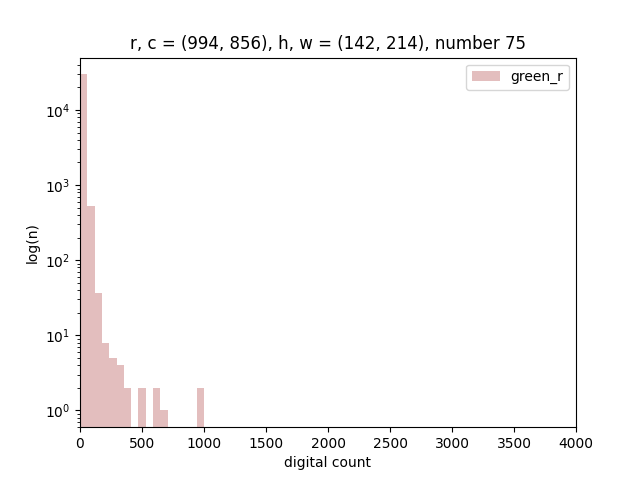 r, c = (994, 856), h, w = (142, 214), number 75
green_r
10⁴
10³
10²
10¹
10⁰
log(n)
0 500 1000 1500 2000 2500 3000 3500 4000
digital count